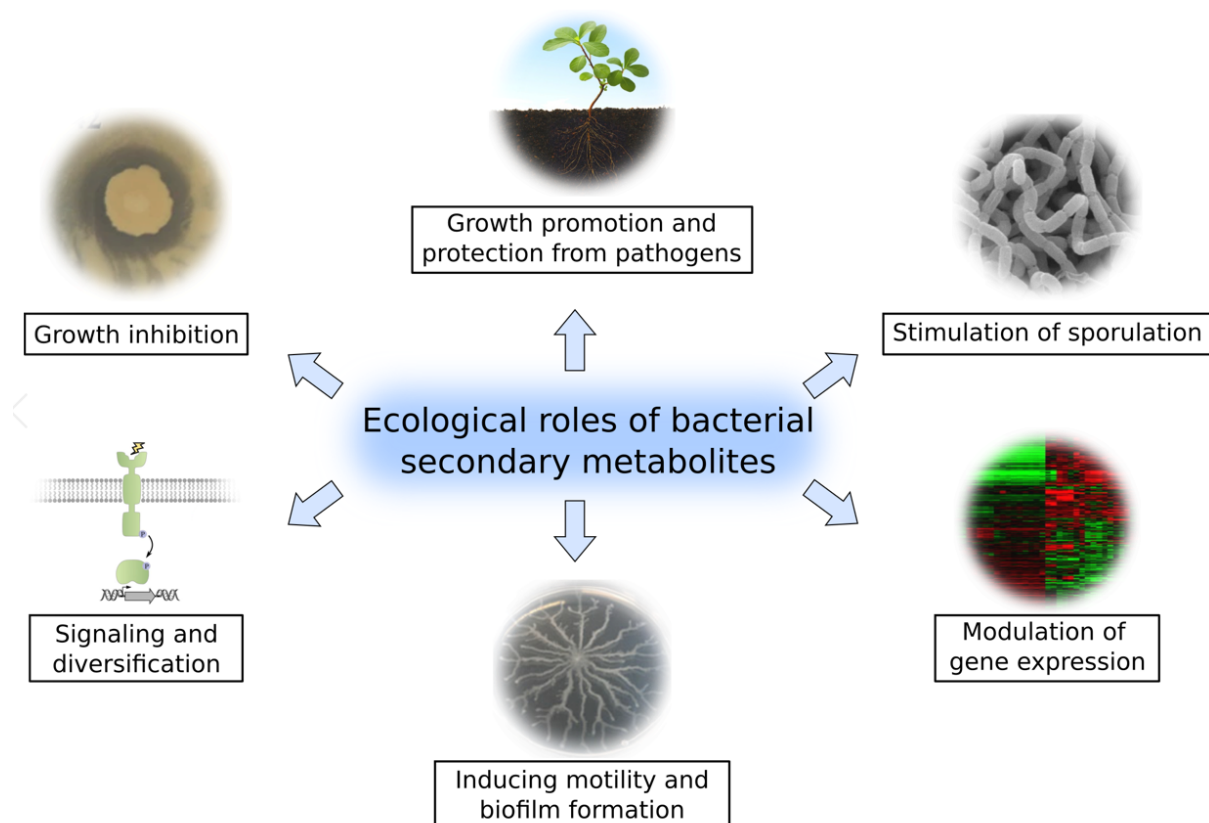 Growth promotion and
protection from pathogens
Growth inhibition
Stimulation of sporulation
Ecological roles of bacterial
secondary metabolites
P
P
Signaling and
diversification
Modulation of
gene expression
Inducing motility and
biofilm formation